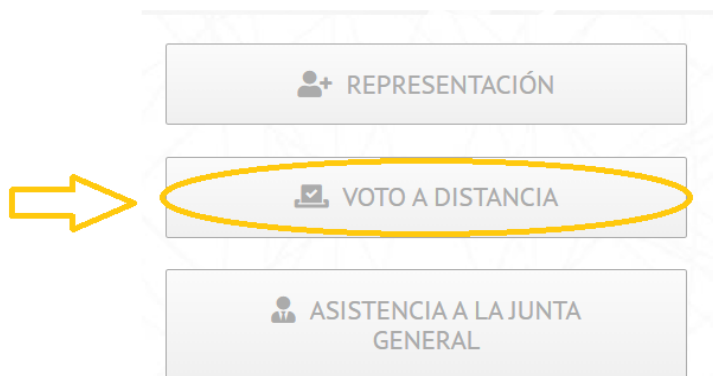 REPRESENTACIÓN
VOTO A DISTANCIA
ASISTENCIA A LA JUNTA
GENERAL